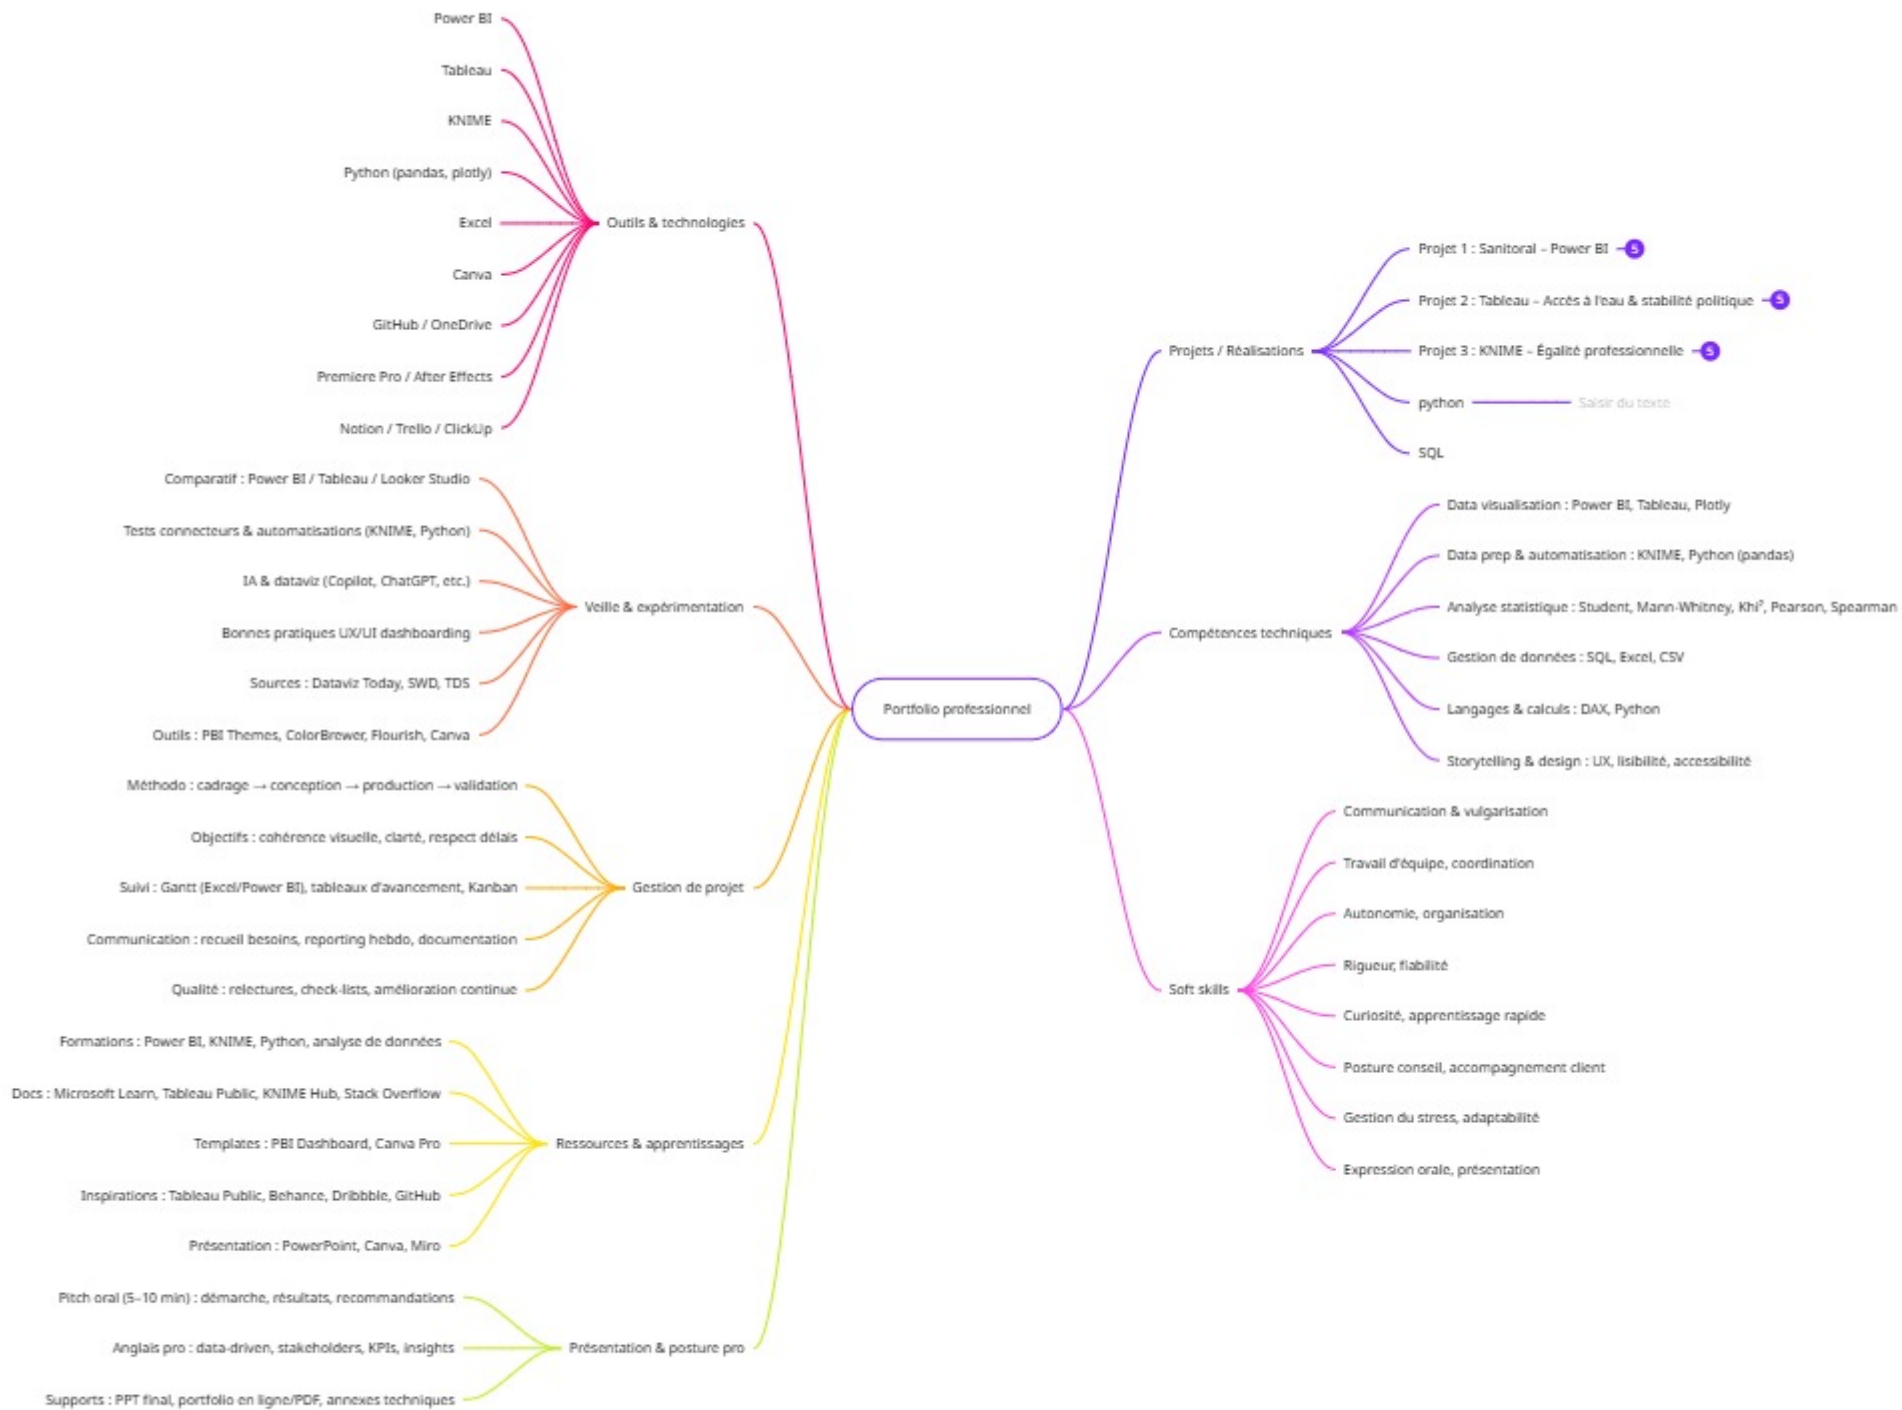 Power BI
Tableau
KNIME
Python (pandas, plotly)
Excel
Canva
GitHub / OneDrive
Premiere Pro / After Effects
Notion / Trello / ClickUp
Outils & technologies
Comparatif : Power BI / Tableau / Looker Studio
Tests connecteurs & automatisations (KNIME, Python)
IA & dataviz (Copilot, ChatGPT, etc.)
Bonnes pratiques UX/UI dashboarding
Sources : Dataviz Today, SWD, TDS
Outils : PBI Themes, ColorBrewer, Flourish, Canva
Veille & expérimentation
Méthodo : cadrage → conception → production → validation
Objectifs : cohérence visuelle, clarté, respect délais
Suivi : Gantt (Excel/Power BI), tableaux d'avancement, Kanban
Communication : recueil besoins, reporting hebdo, documentation
Qualité : relectures, check-lists, amélioration continue
Gestion de projet
Formations : Power BI, KNIME, Python, analyse de données
Docs : Microsoft Learn, Tableau Public, KNIME Hub, Stack Overflow
Templates : PBI Dashboard, Canva Pro
Inspirations : Tableau Public, Behance, Dribbble, GitHub
Présentation : PowerPoint, Canva, Miro
Ressources & apprentissages
Pitch oral (5–10 min) : démarche, résultats, recommandations
Anglais pro : data-driven, stakeholders, KPIs, insights
Supports : PPT final, portfolio en ligne/PDF, annexes techniques
Présentation & posture pro
Portfolio professionnel
Projets / Réalisations
Projet 1 : Sanitoral – Power BI 5
Projet 2 : Tableau – Accès à l'eau & stabilité politique 5
Projet 3 : KNIME – Égalité professionnelle 5
python Saisir du texte
SQL
Compétences techniques
Data visualisation : Power BI, Tableau, Plotly
Data prep & automatisation : KNIME, Python (pandas)
Analyse statistique : Student, Mann-Whitney, Khi², Pearson, Spearman
Gestion de données : SQL, Excel, CSV
Langages & calculs : DAX, Python
Storytelling & design : UX, lisibilité, accessibilité
Soft skills
Communication & vulgarisation
Travail d'équipe, coordination
Autonomie, organisation
Rigueur, fiabilité
Curiosité, apprentissage rapide
Posture conseil, accompagnement client
Gestion du stress, adaptabilité
Expression orale, présentation